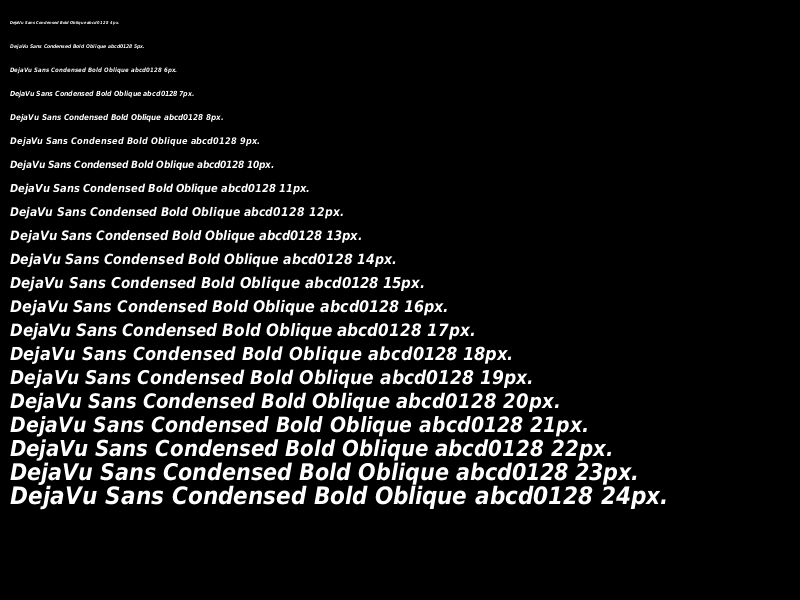 DejaVu Sans Condensed Bold Oblique abcd0128 4px.
DejaVu Sans Condensed Bold Oblique abcd0128 5px.
DejaVu Sans Condensed Bold Oblique abcd0128 6px.
DejaVu Sans Condensed Bold Oblique abcd0128 7px.
DejaVu Sans Condensed Bold Oblique abcd0128 8px.
DejaVu Sans Condensed Bold Oblique abcd0128 9px.
DejaVu Sans Condensed Bold Oblique abcd0128 10px.
DejaVu Sans Condensed Bold Oblique abcd0128 11px.
DejaVu Sans Condensed Bold Oblique abcd0128 12px.
DejaVu Sans Condensed Bold Oblique abcd0128 13px.
DejaVu Sans Condensed Bold Oblique abcd0128 14px.
DejaVu Sans Condensed Bold Oblique abcd0128 15px.
DejaVu Sans Condensed Bold Oblique abcd0128 16px.
DejaVu Sans Condensed Bold Oblique abcd0128 17px.
DejaVu Sans Condensed Bold Oblique abcd0128 18px.
DejaVu Sans Condensed Bold Oblique abcd0128 19px.
DejaVu Sans Condensed Bold Oblique abcd0128 20px.
DejaVu Sans Condensed Bold Oblique abcd0128 21px.
DejaVu Sans Condensed Bold Oblique abcd0128 22px.
DejaVu Sans Condensed Bold Oblique abcd0128 23px.
DejaVu Sans Condensed Bold Oblique abcd0128 24px.